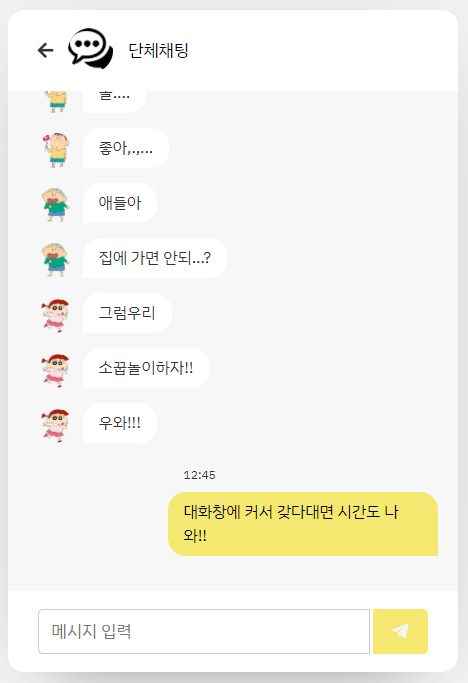 단체채팅
돌....
좋아,.,...
애들아
집에 가면 안되...?
그럼우리
소꿉놀이하자!!
우와!!!
12:45
대화창에 커서 갖다대면 시간도 나
와!!
메시지 입력